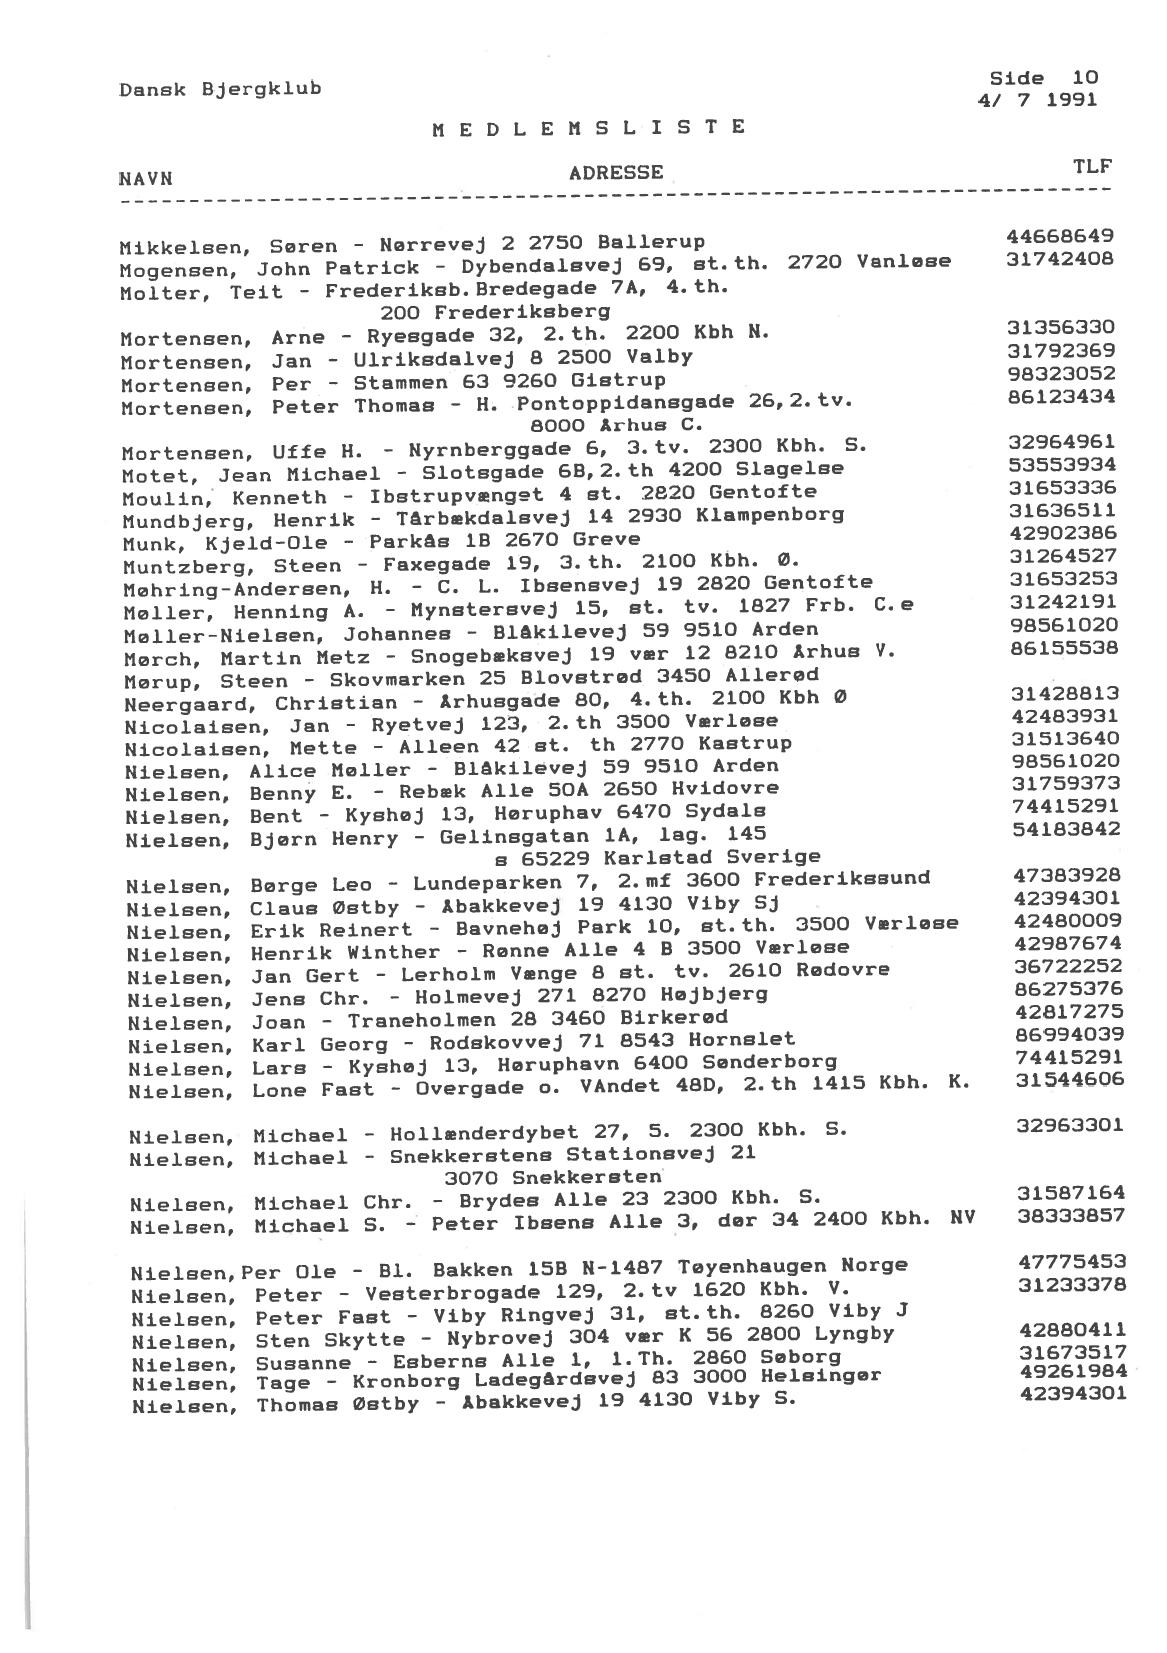 Dansk Bjergklub Side 10
4/ 7 1991
M E D L E M S L I S T E
NAVN ADRESSE TLF
--------------------------------------------------------------------------
Mikkelsen, Søren - Nørrevej 2 2750 Ballerup 44668649
Mogensen, John Patrick - Dybendalsvej 69, st.th. 2720 Vanløse 31742408
Molter, Teit - Frederiksb.Bredegade 7A, 4.th.
200 Frederiksberg
Mortensen, Arne - Ryesgade 32, 2.th. 2200 Kbh N. 31356330
Mortensen, Jan - Ulriksdalvej 8 2500 Valby 31792369
Mortensen, Per - Stammen 63 9260 Gistrup 98323052
Mortensen, Peter Thomas - H. Pontoppidansgade 26,2.tv. 86123434
8000 Arhus C.
Mortensen, Uffe H. - Nyrnberggade 6, 3.tv. 2300 Kbh. S. 32964961
Motet, Jean Michael - Slotsgade 6B,2.th 4200 Slagelse 53553934
Moulin, Kenneth - Ibstrupvænget 4 st. 2820 Gentofte 31653336
Mundbjerg, Henrik - Tårbækdalsvej 14 2930 Klampenborg 31636511
Munk, Kjeld-Ole - Parkås 1B 2670 Greve 42902386
Muntzberg, Steen - Faxegade 19, 3.th. 2100 Kbh. Ø. 31264527
Møhring-Andersen, H. - C. L. Ibsensvej 19 2820 Gentofte 31653253
Møller, Henning A. - Mynstersvej 15, st. tv. 1827 Frb. C.e 31242191
Møller-Nielsen, Johannes - Blåkilevej 59 9510 Arden 98561020
Mørch, Martin Metz - Snogebæksvej 19 vær 12 8210 Arhus V. 86155538
Mørup, Steen - Skovmarken 25 Blovstrød 3450 Allerød
Neergaard, Christian - Arhusgade 80, 4.th. 2100 Kbh Ø 31428813
Nicolaisen, Jan - Ryetvej 123, 2.th 3500 Værløse 42483931
Nicolaisen, Mette - Alleen 42 st. th 2770 Kastrup 31513640
Nielsen, Alice Møller - Blåkilevej 59 9510 Arden 98561020
Nielsen, Benny E. - Rebæk Alle 50A 2650 Hvidovre 31759373
Nielsen, Bent - Kyshøj 13, Høruphav 6470 Sydals 74415291
Nielsen, Bjørn Henry - Gelinsgatan 1A, lag. 145 54183842
s 65229 Karlstad Sverige
Nielsen, Børge Leo - Lundeparken 7, 2.mf 3600 Frederikssund 47383928
Nielsen, Claus Østby - Abakkevej 19 4130 Viby Sj 42394301
Nielsen, Erik Reinert - Bavnehøj Park 10, st.th. 3500 Værløse 42480009
Nielsen, Henrik Winther - Rønne Alle 4 B 3500 Værløse 42987674
Nielsen, Jan Gert - Lerholm Vænge 8 st. tv. 2610 Rødovre 36722252
Nielsen, Jens Chr. - Holmevej 271 8270 Højbjerg 86275376
Nielsen, Joan - Traneholmen 28 3460 Birkerød 42817275
Nielsen, Karl Georg - Rodskovvej 71 8543 Hornslet 86994039
Nielsen, Lars - Kyshøj 13, Høruphavn 6400 Sønderborg 74415291
Nielsen, Lone Fast - Overgade o. VAndet 48D, 2.th 1415 Kbh. K. 31544606
Nielsen, Michael - Hollænderdybet 27, 5. 2300 Kbh. S. 32963301
Nielsen, Michael - Snekkerstens Stationsvej 21
3070 Snekkersten
Nielsen, Michael Chr. - Brydes Alle 23 2300 Kbh. S. 31587164
Nielsen, Michael S. - Peter Ibsens Alle 3, dør 34 2400 Kbh. NV 38333857
Nielsen,Per Ole - Bl. Bakken 15B N-1487 Tøyenhaugen Norge 47775453
Nielsen, Peter - Vesterbrogade 129, 2.tv 1620 Kbh. V. 31233378
Nielsen, Peter Fast - Viby Ringvej 31, st.th. 8260 Viby J
Nielsen, Sten Skytte - Nybrovej 304 vær K 56 2800 Lyngby 42880411
Nielsen, Susanne - Esberns Alle 1, 1.Th. 2860 Søborg 31673517
Nielsen, Tage - Kronborg Ladegårdsvej 83 3000 Helsingør 49261984
Nielsen, Thomas Østby - Abakkevej 19 4130 Viby S. 42394301